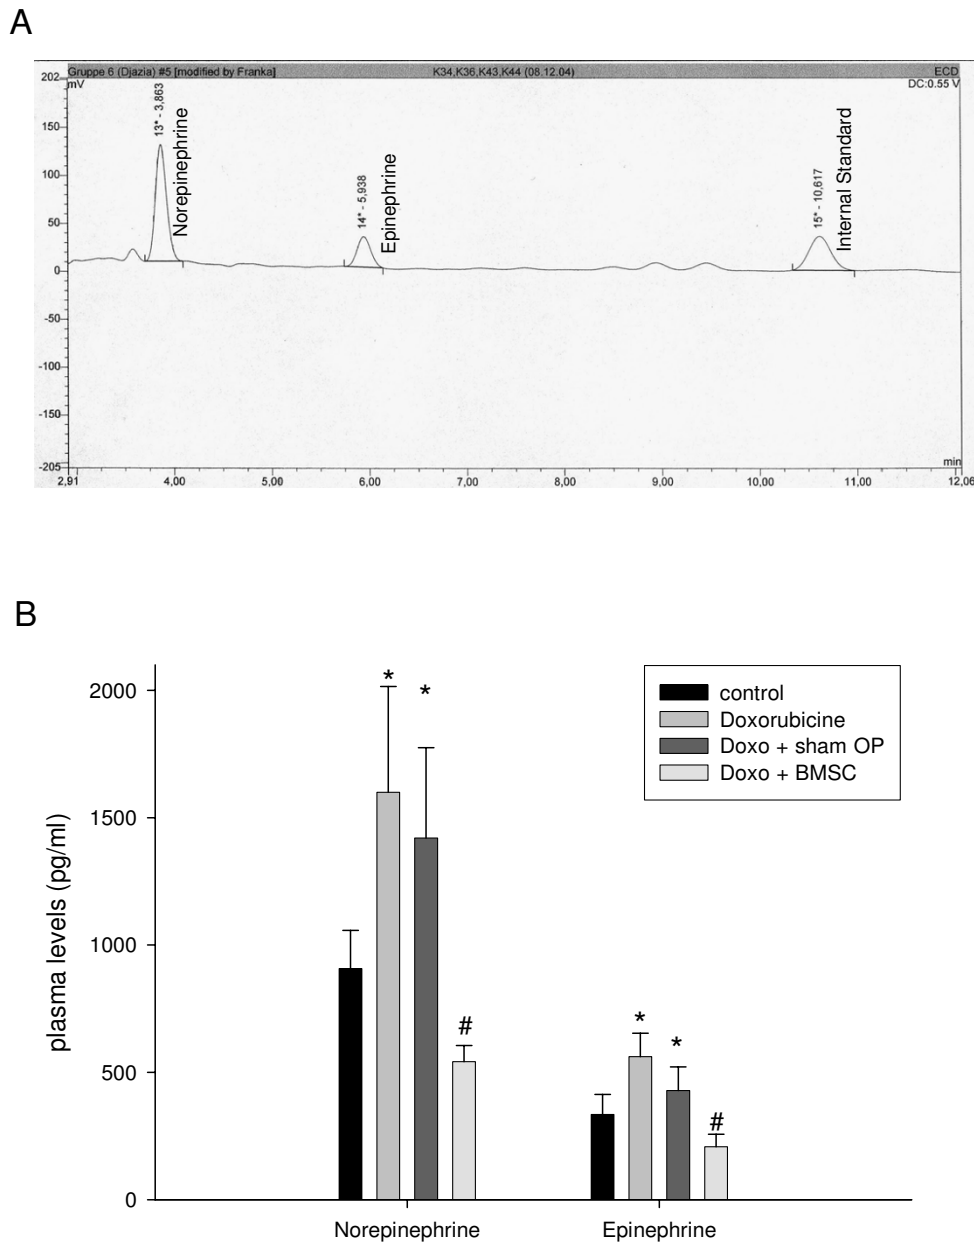 A
Gruppe 6 (Djazia) #5 [modified by Franka] K34,K36,K43,K44 (08.12.04) ECD
202
mV
DC:0.55 V
13* - 3,863
Norepinephrine
14* - 5,938
Epinephrine
15* - 10,617
Internal Standard
150
100
50
0
-50
-100
-150
-205
min
2,91 4,00 5,00 6,00 7,00 8,00 9,00 10,00 11,00 12,06
B
plasma levels (pg/ml)
2000
1500
1000
500
0
* * # * * #
control
Doxorubicine
Doxo + sham OP
Doxo + BMSC
Norepinephrine Epinephrine